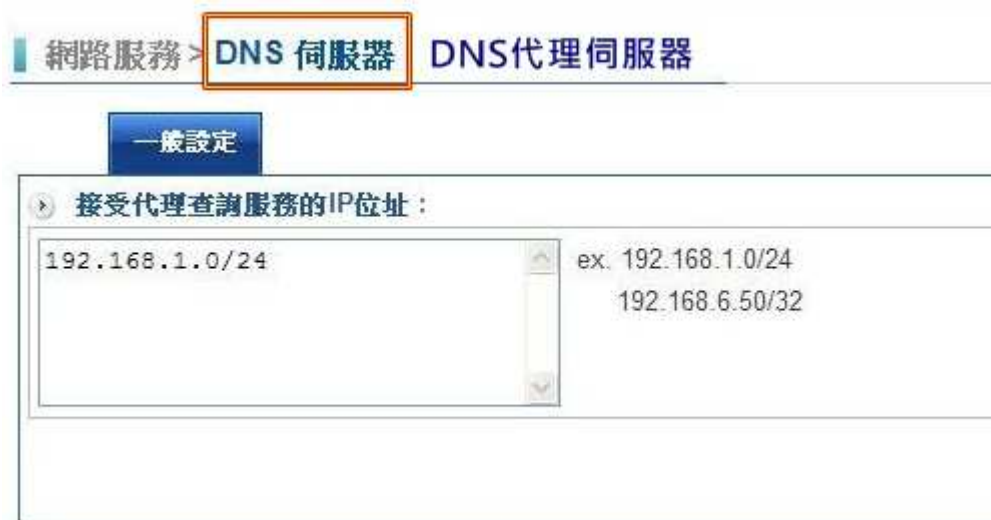 網路服務>DNS 伺服器 DNS代理伺服器
一般設定
接受代理查詢服務的IP位址：
192.168.1.0/24
ex. 192.168.1.0/24
192.168.6.50/32